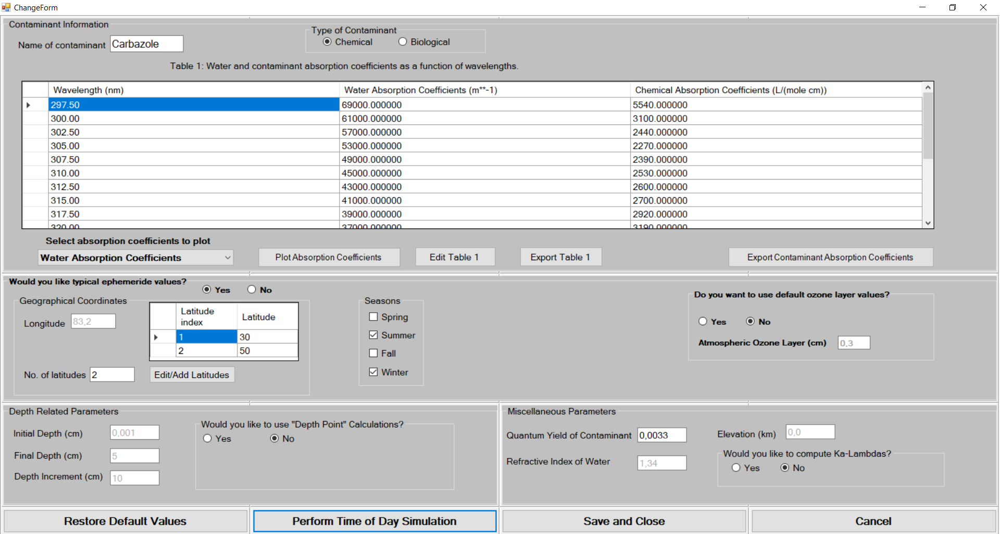 ChangeForm
Contaminant Information
Name of contaminant Carbazole
Type of Contaminant
Chemical Biological
Table 1: Water and contaminant absorption coefficients as a function of wavelengths.
Wavelength (nm) Water Absorption Coefficients (m**-1) Chemical Absorption Coefficients (L/(mole cm))
297.50 69000.000000 5540.000000
300.00 61000.000000 3100.000000
302.50 57000.000000 2440.000000
305.00 53000.000000 2270.000000
307.50 49000.000000 2390.000000
310.00 45000.000000 2530.000000
312.50 43000.000000 2600.000000
315.00 41000.000000 2700.000000
317.50 39000.000000 2920.000000
320.00 37000.000000 3190.000000
Select absorption coefficients to plot
Water Absorption Coefficients Plot Absorption Coefficients Edit Table 1 Export Table 1 Export Contaminant Absorption Coefficients
Would you like typical ephemeride values?
Yes No
Geographical Coordinates
Longitude 83,2
Latitude index Latitude
1 30
2 50
No. of latitudes 2 Edit/Add Latitudes
Seasons
Spring
Summer
Fall
Winter
Do you want to use default ozone layer values?
Yes No
Atmospheric Ozone Layer (cm) 0,3
Depth Related Parameters
Initial Depth (cm) 0,001
Final Depth (cm) 5
Depth Increment (cm) 10
Would you like to use "Depth Point" Calculations?
Yes No
Miscellaneous Parameters
Quantum Yield of Contaminant 0,0033
Refractive Index of Water 1,34
Elevation (km) 0,0
Would you like to compute Ka-Lambdas?
Yes No
Restore Default Values Perform Time of Day Simulation Save and Close Cancel